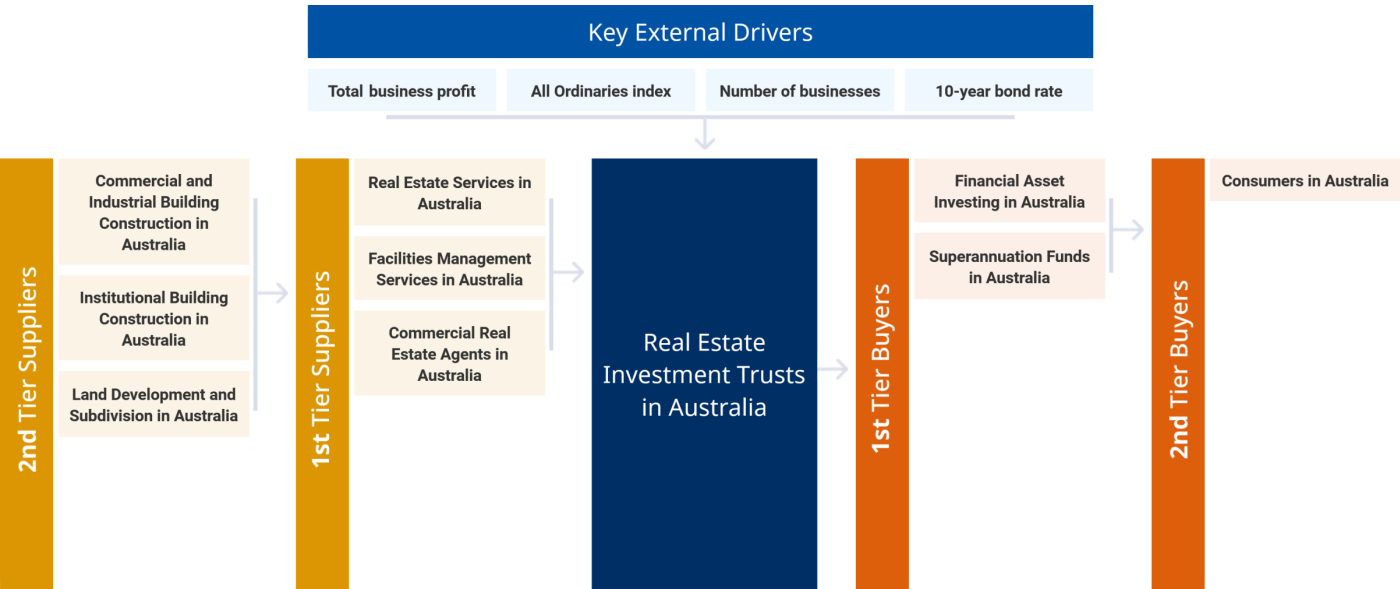 Key External Drivers
Total business profit
All Ordinaries index
Number of businesses
10-year bond rate
2nd Tier Suppliers
Commercial and
Industrial Building
Construction in
Australia
Institutional Building
Construction in
Australia
Land Development and
Subdivision in Australia
1st Tier Suppliers
Real Estate Services in
Australia
Facilities Management
Services in Australia
Commercial Real
Estate Agents in
Australia
Real Estate
Investment Trusts
in Australia
1st Tier Buyers
Financial Asset
Investing in Australia
Superannuation Funds
in Australia
2nd Tier Buyers
Consumers in Australia